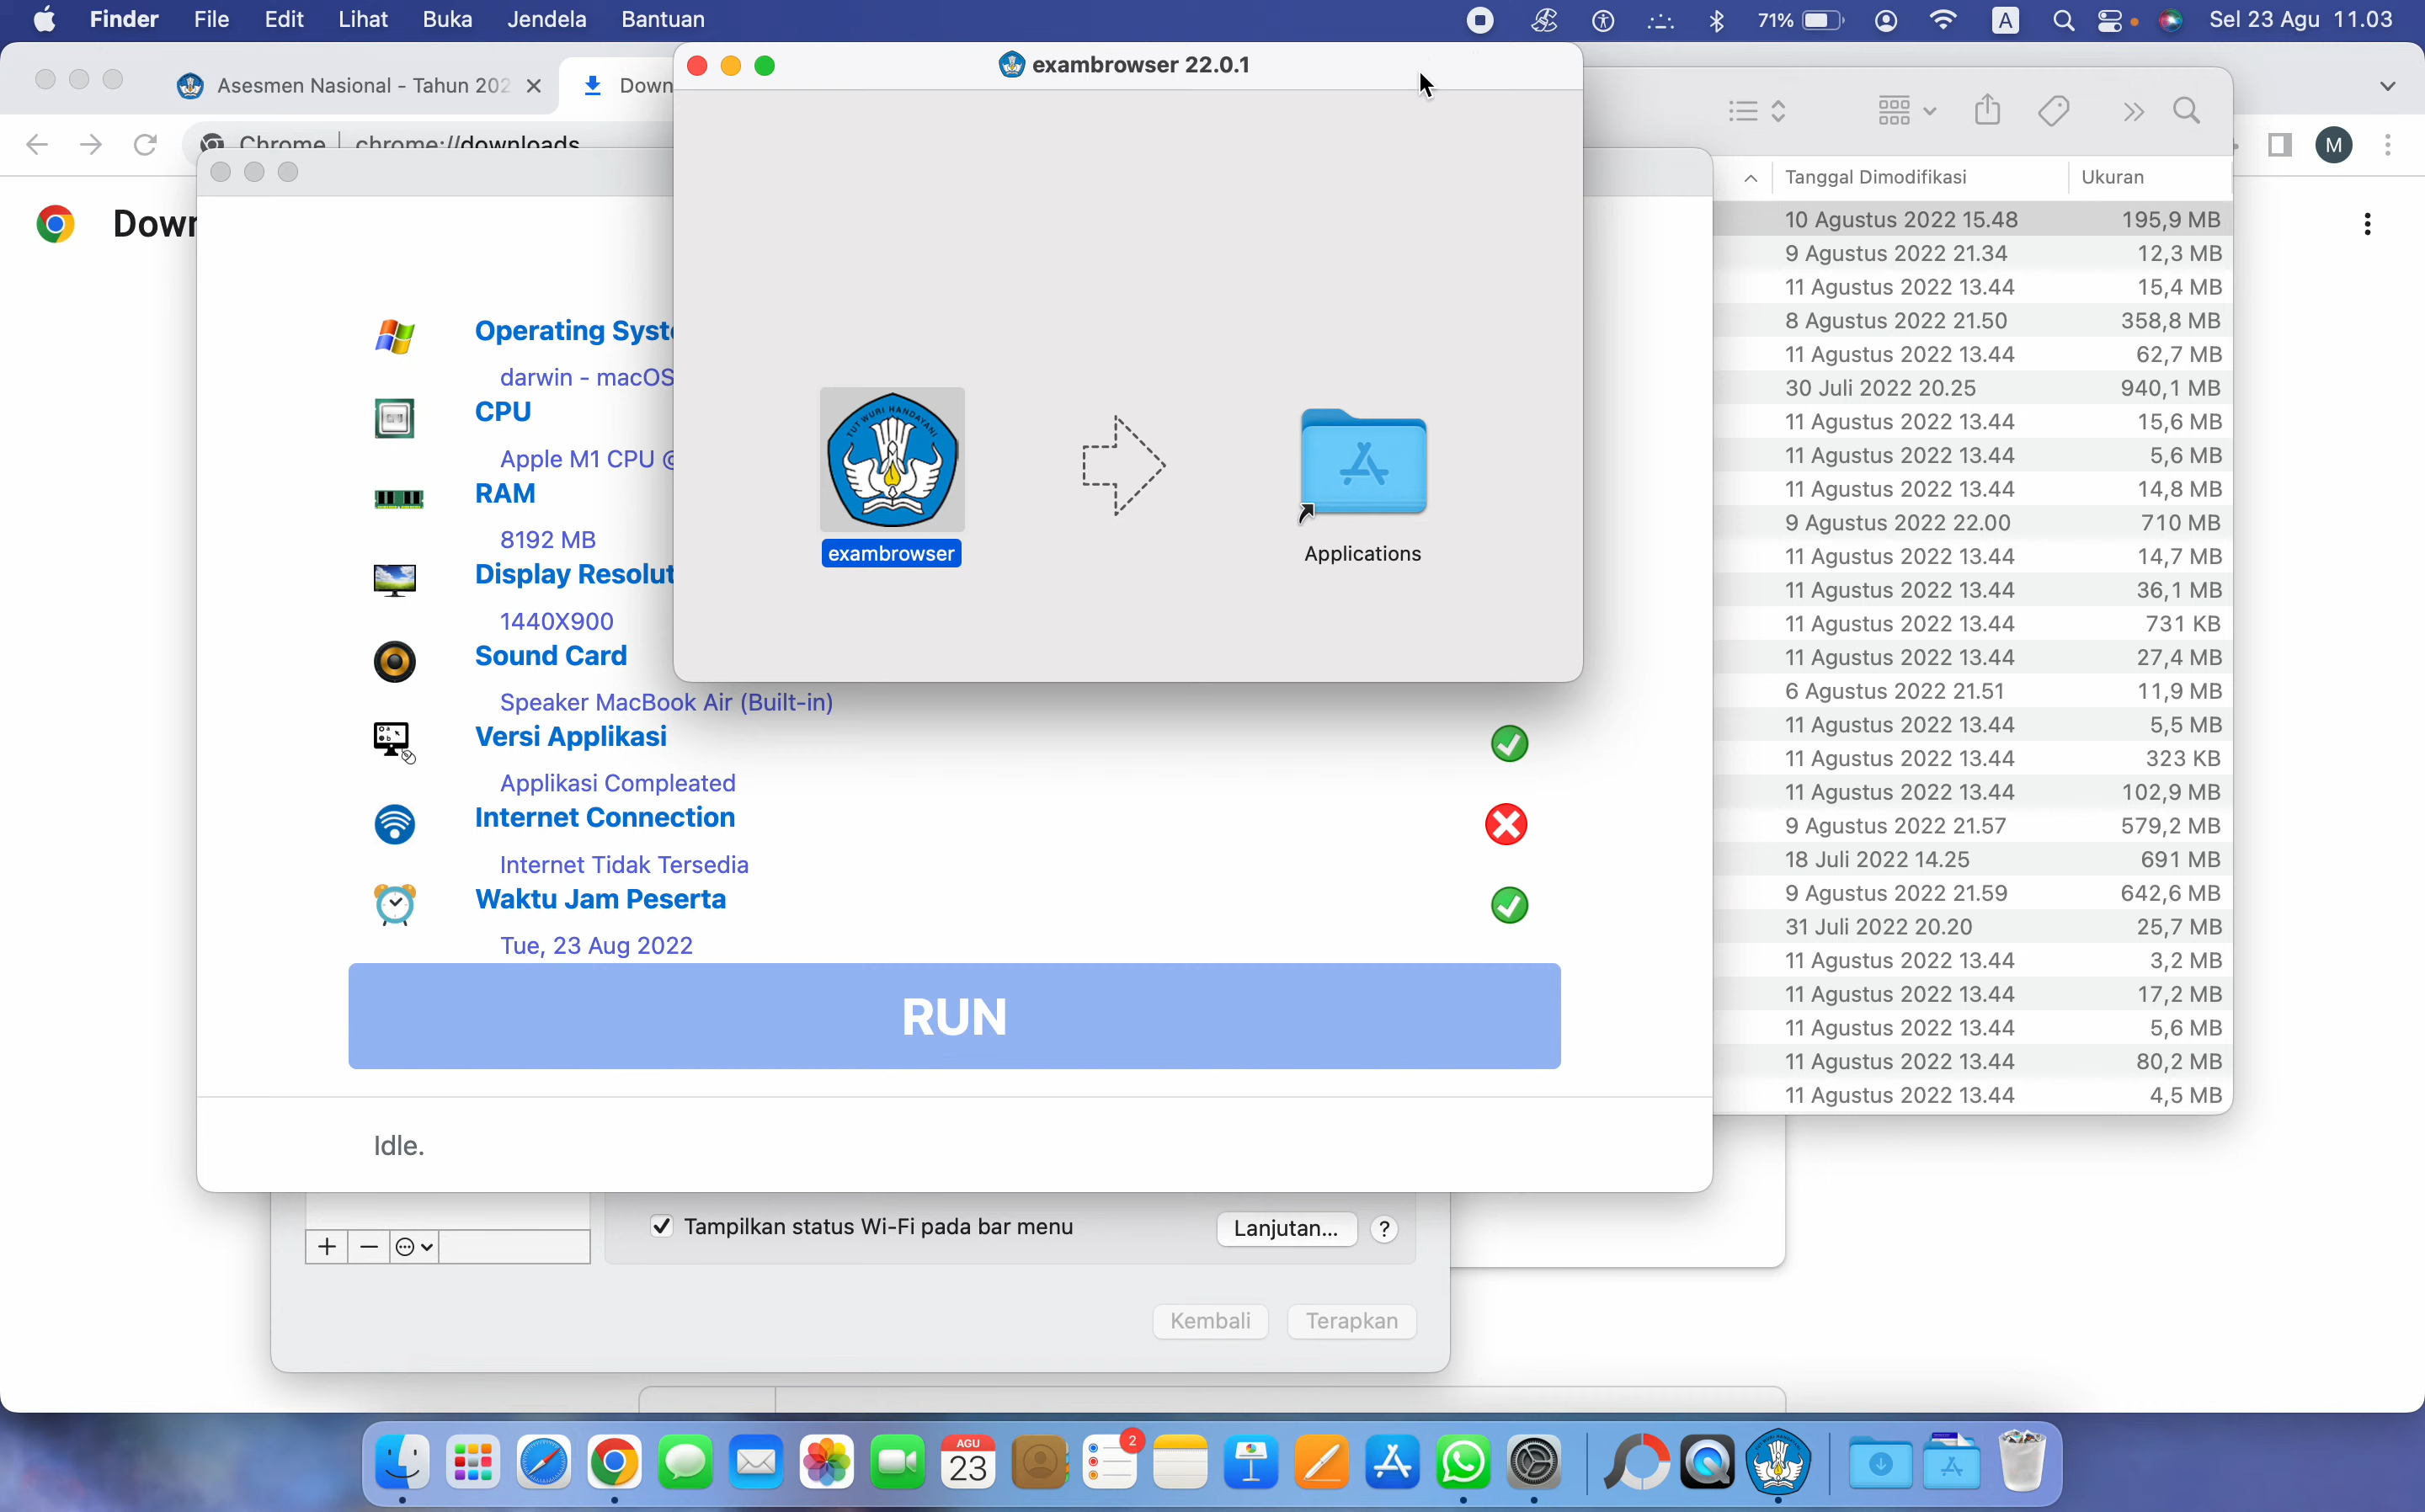 Finder File Edit Lihat Buka Jendela Bantuan 71% A Sel 23 Agu 11.03
exambrowser 22.0.1
Asesmen Nasional - Tahun 202
Down
Chrome | chrome://downloads
M
Down
Tanggal Dimodifikasi Ukuran
10 Agustus 2022 15.48 195,9 MB
9 Agustus 2022 21.34 12,3 MB
11 Agustus 2022 13.44 15,4 MB
8 Agustus 2022 21.50 358,8 MB
11 Agustus 2022 13.44 62,7 MB
30 Juli 2022 20.25 940,1 MB
11 Agustus 2022 13.44 15,6 MB
11 Agustus 2022 13.44 5,6 MB
11 Agustus 2022 13.44 14,8 MB
9 Agustus 2022 22.00 710 MB
11 Agustus 2022 13.44 14,7 MB
11 Agustus 2022 13.44 36,1 MB
11 Agustus 2022 13.44 731 KB
11 Agustus 2022 13.44 27,4 MB
6 Agustus 2022 21.51 11,9 MB
11 Agustus 2022 13.44 5,5 MB
11 Agustus 2022 13.44 323 KB
11 Agustus 2022 13.44 102,9 MB
9 Agustus 2022 21.57 579,2 MB
18 Juli 2022 14.25 691 MB
9 Agustus 2022 21.59 642,6 MB
31 Juli 2022 20.20 25,7 MB
11 Agustus 2022 13.44 3,2 MB
11 Agustus 2022 13.44 17,2 MB
11 Agustus 2022 13.44 5,6 MB
11 Agustus 2022 13.44 80,2 MB
11 Agustus 2022 13.44 4,5 MB
TUT WURI HANDAYANI
exambrowser
Applications
Operating Syste
darwin - macOS
CPU
Apple M1 CPU @
RAM
8192 MB
Display Resolut
1440X900
Sound Card
Speaker MacBook Air (Built-in)
Versi Applikasi
Applikasi Compleated
Internet Connection
Internet Tidak Tersedia
Waktu Jam Peserta
Tue, 23 Aug 2022
RUN
Idle.
Tampilkan status Wi-Fi pada bar menu
Lanjutan... ?
Kembali Terapkan
AGU
23
2